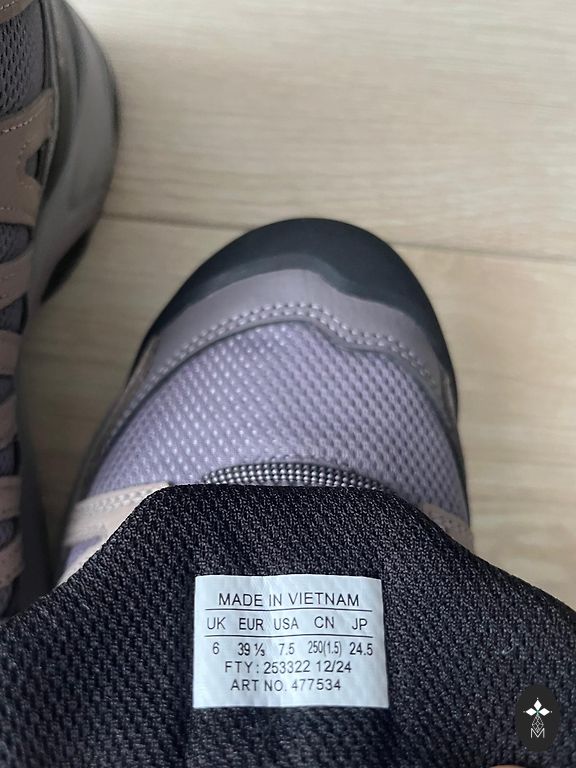 MADE IN VIETNAM
UK EUR USA CN JP
6 39 ⅓ 7.5 250(1.5) 24.5
FTY: 253322 12/24
ART NO. 477534
M